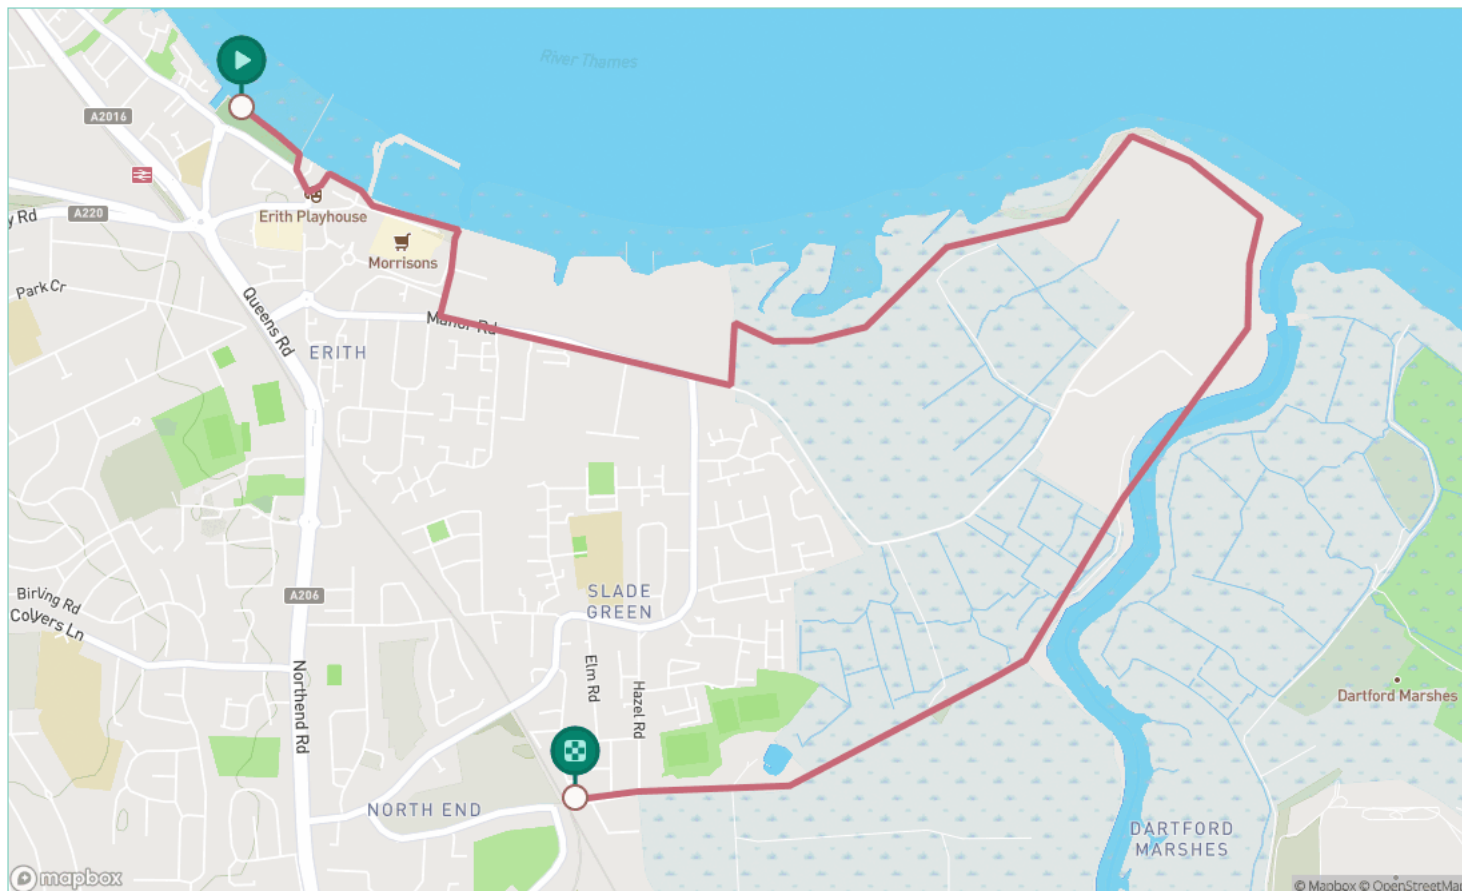 River Thames
A2016
A220
y Rd
Erith Playhouse
Morrisons
Park Cr
Queens Rd
Manor Rd
ERITH
SLADE
GREEN
A206
Birling Rd
Colyers Ln
Northend Rd
Elm Rd
Hazel Rd
Dartford Marshes
NORTH END
DARTFORD
MARSHES
mapbox
© Mapbox © OpenStreetMap